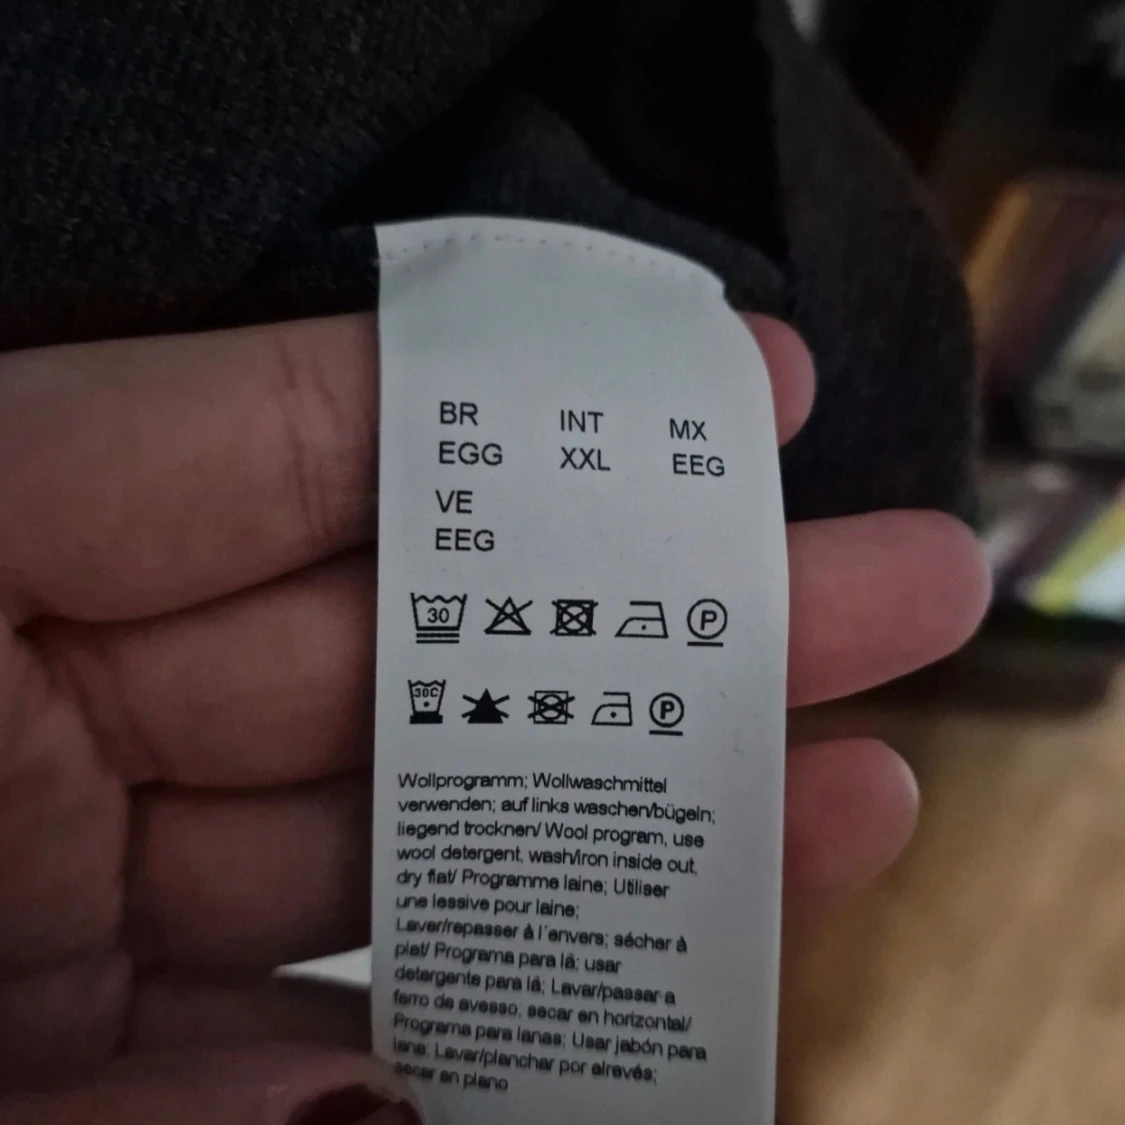 BR INT MX
EGG XXL EEG
VE
EEG
30 P
30C P
Wollprogramm; Wollwaschmittel
verwenden; auf links waschen/bügeln;
liegend trocknen/ Wool program, use
wool detergent, wash/iron inside out,
dry flat/ Programme laine; Utiliser
une lessive pour laine;
Laver/repasser à l´envers; sécher à
plat/ Programa para lã; usar
detergente para lã; Lavar/passar a
ferro do avesso; secar en horizontal/
Programa para lanas; Usar jabón para
lana; Lavar/planchar por elrevés;
secar en plano